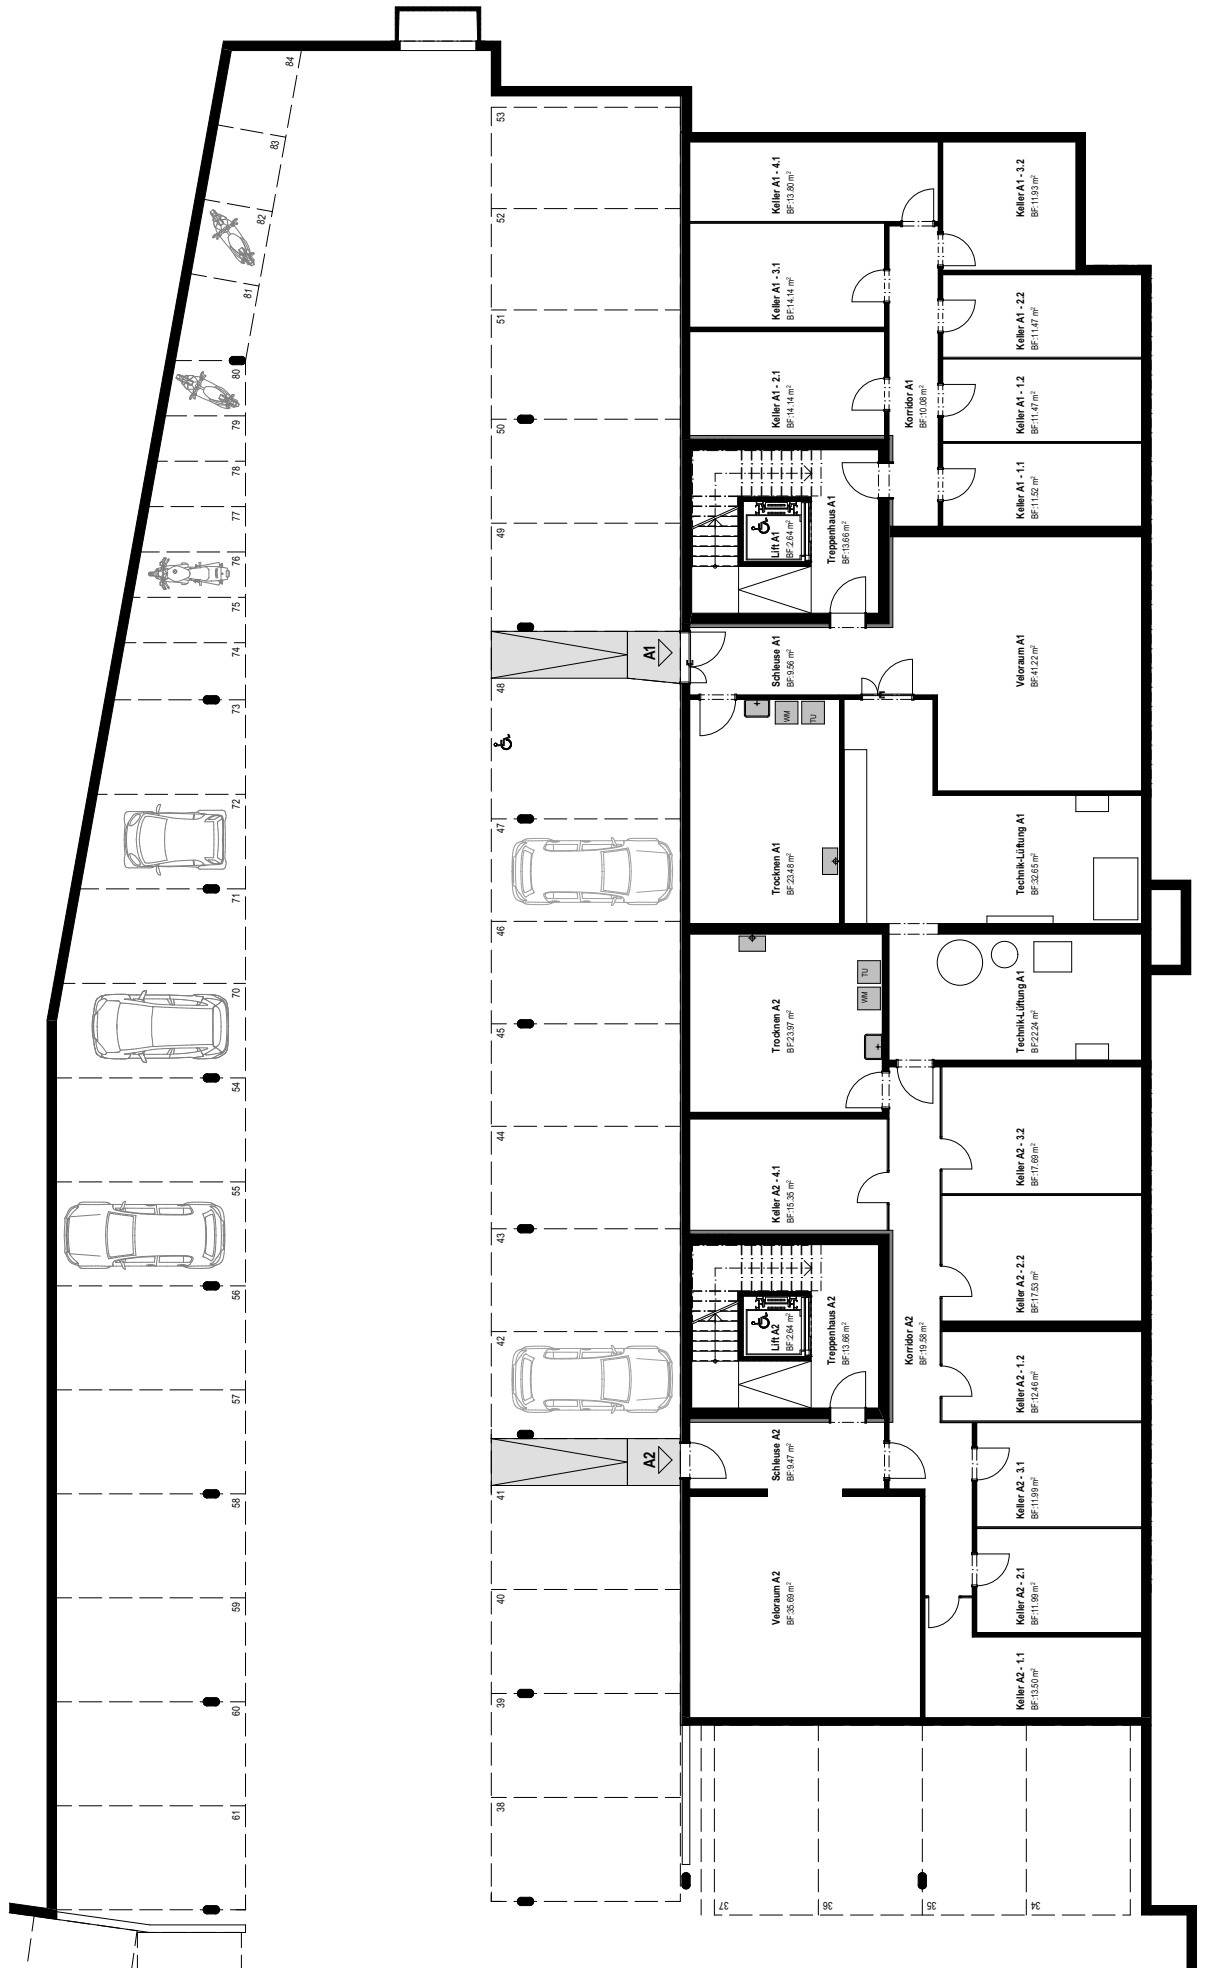 84
83
82
81
80
79
78
77
76
75
74
73
72
71
70
54
55
56
57
58
59
60
61
53
52
51
50
49
A1
48
47
46
45
44
43
42
A2
41
40
39
38
37
36
35
34
Keller A1 - 4.1
BF:13.80 m²
Keller A1 - 3.2
BF:11.93 m²
Keller A1 - 3.1
BF:14.14 m²
Keller A1 - 2.2
BF:11.47 m²
Keller A1 - 2.1
BF:14.14 m²
Korridor A1
BF:10.08 m²
Keller A1 - 1.2
BF:11.47 m²
Keller A1 - 1.1
BF:11.52 m²
Lift A1
BF:2.64 m²
Treppenhaus A1
BF:13.66 m²
Schleuse A1
BF:9.56 m²
Veloraum A1
BF:41.22 m²
WM
TU
Trocknen A1
BF:23.48 m²
Technik-Lüftung A1
BF:32.65 m²
Trocknen A2
BF:23.97 m²
TU
WM
Technik-Lüftung A1
BF:22.24 m²
Keller A2 - 4.1
BF:15.35 m²
Keller A2 - 3.2
BF:17.69 m²
Keller A2 - 2.2
BF:17.53 m²
Lift A2
BF:2.64 m²
Treppenhaus A2
BF:13.66 m²
Korridor A2
BF:19.58 m²
Keller A2 - 1.2
BF:12.46 m²
Schleuse A2
BF:9.47 m²
Keller A2 - 3.1
BF:11.99 m²
Veloraum A2
BF:35.69 m²
Keller A2 - 2.1
BF:11.99 m²
Keller A2 - 1.1
BF:13.50 m²